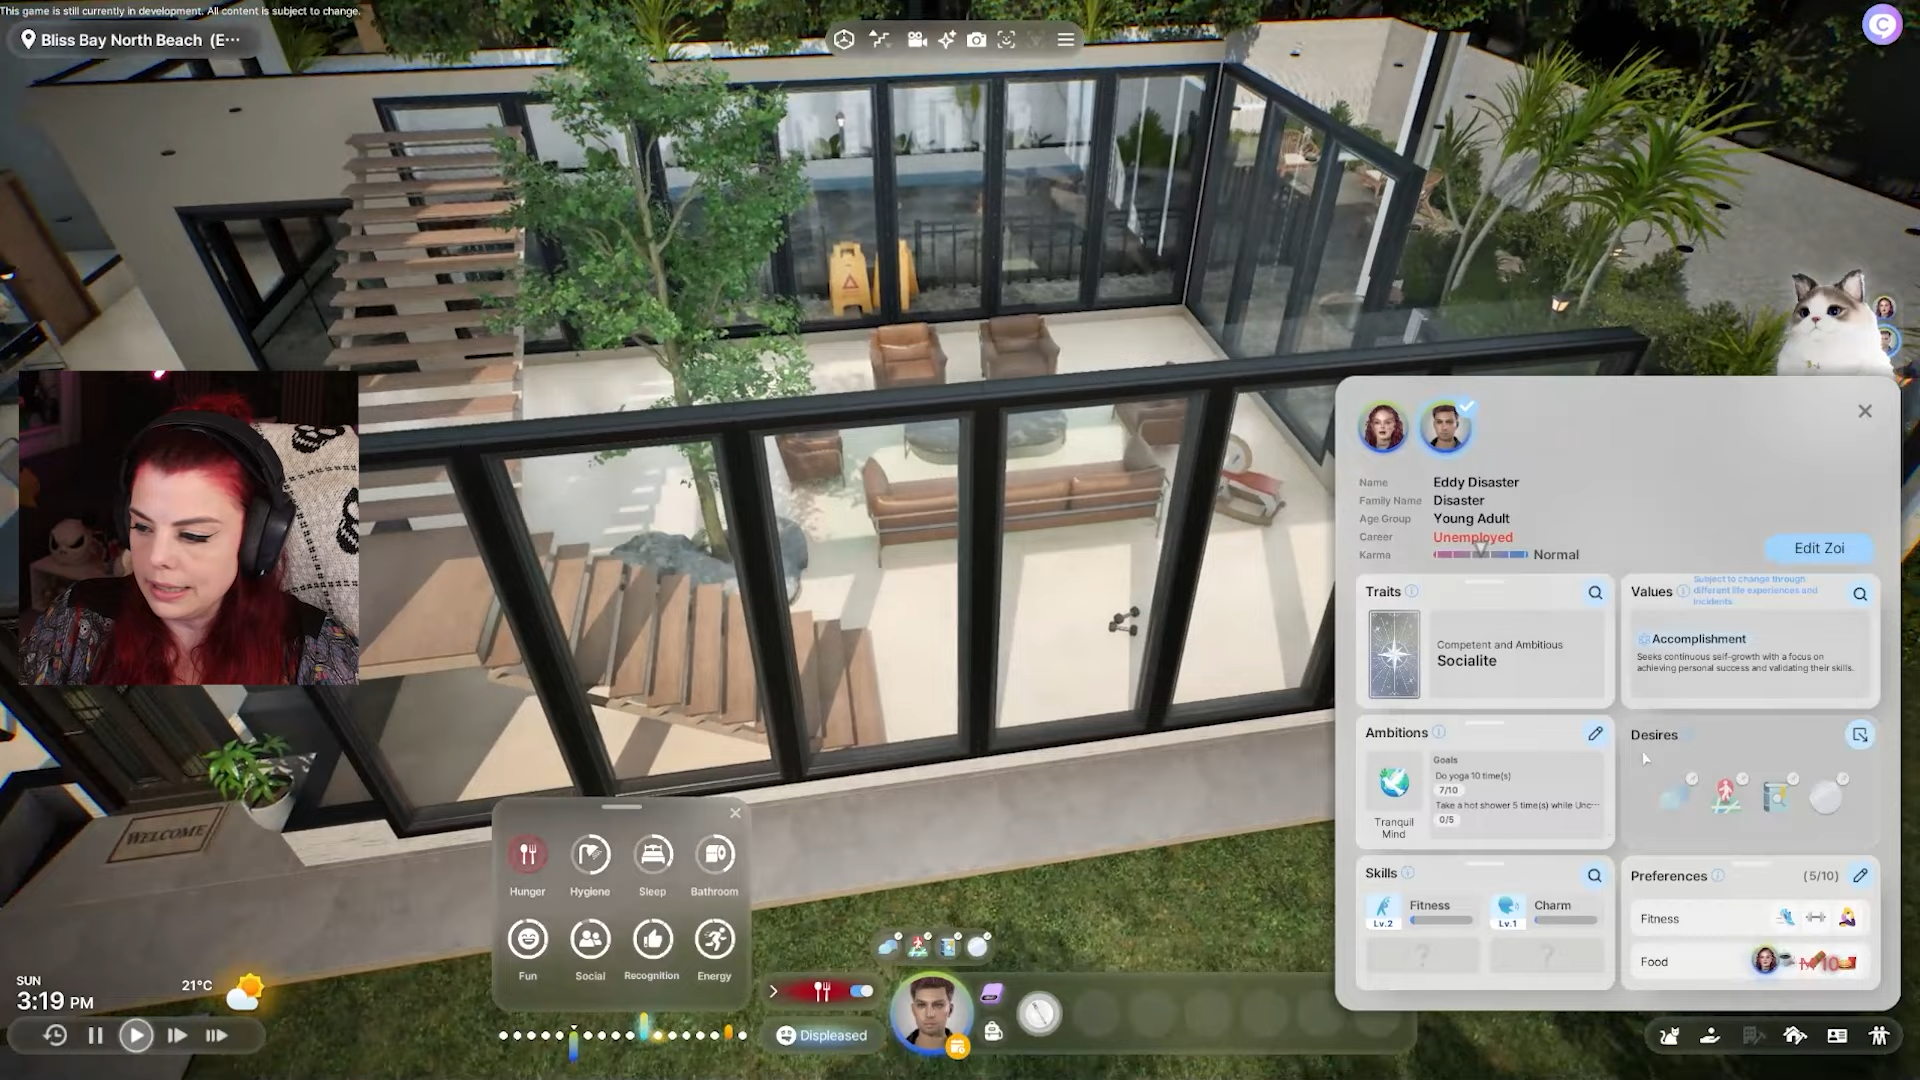 This game is still currently in development. All content is subject to change.
Bliss Bay North Beach (E...
WELCOME
Name Eddy Disaster
Family Name Disaster
Age Group Young Adult
Career Unemployed
Karma Normal
Edit Zoi
Traits
Competent and Ambitious
Socialite
Values
Subject to change through
different life experiences and
incidents.
Accomplishment
Seeks continuous self-growth with a focus on
achieving personal success and validating their skills.
Ambitions
Tranquil
Mind
Goals
Do yoga 10 time(s)
7/10
Take a hot shower 5 time(s) while Unc...
0/5
Desires
Skills
Lv.2 Fitness
Lv.1 Charm
? ?
Preferences (5/10)
Fitness
Food
Hunger Hygiene Sleep Bathroom
Fun Social Recognition Energy
Displeased
SUN
3:19 PM
21°C